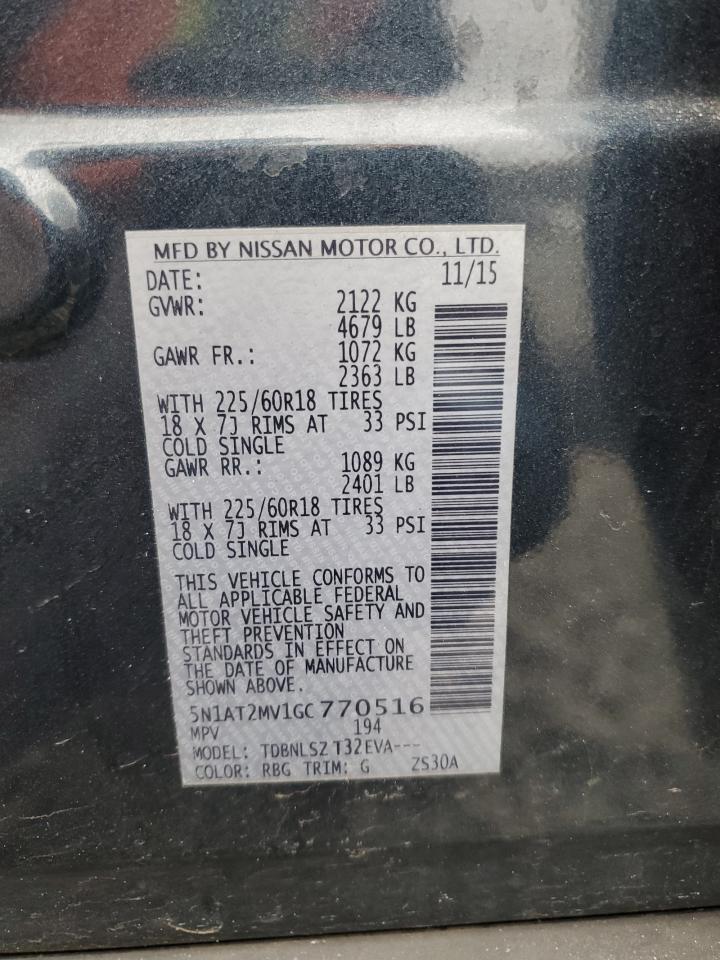 MFD BY NISSAN MOTOR CO., LTD.
DATE: 11/15
GVWR: 2122 KG
4679 LB
GAWR FR.: 1072 KG
2363 LB
WITH 225/60R18 TIRES
18 X 7J RIMS AT 33 PSI
COLD SINGLE
GAWR RR.: 1089 KG
2401 LB
WITH 225/60R18 TIRES
18 X 7J RIMS AT 33 PSI
COLD SINGLE
THIS VEHICLE CONFORMS TO
ALL APPLICABLE FEDERAL
MOTOR VEHICLE SAFETY AND
THEFT PREVENTION
STANDARDS IN EFFECT ON
THE DATE OF MANUFACTURE
SHOWN ABOVE.
5N1AT2MV1GC770516
MPV 194
MODEL: TDBNLSZ T32EVA---
COLOR: RBG TRIM: G ZS30A